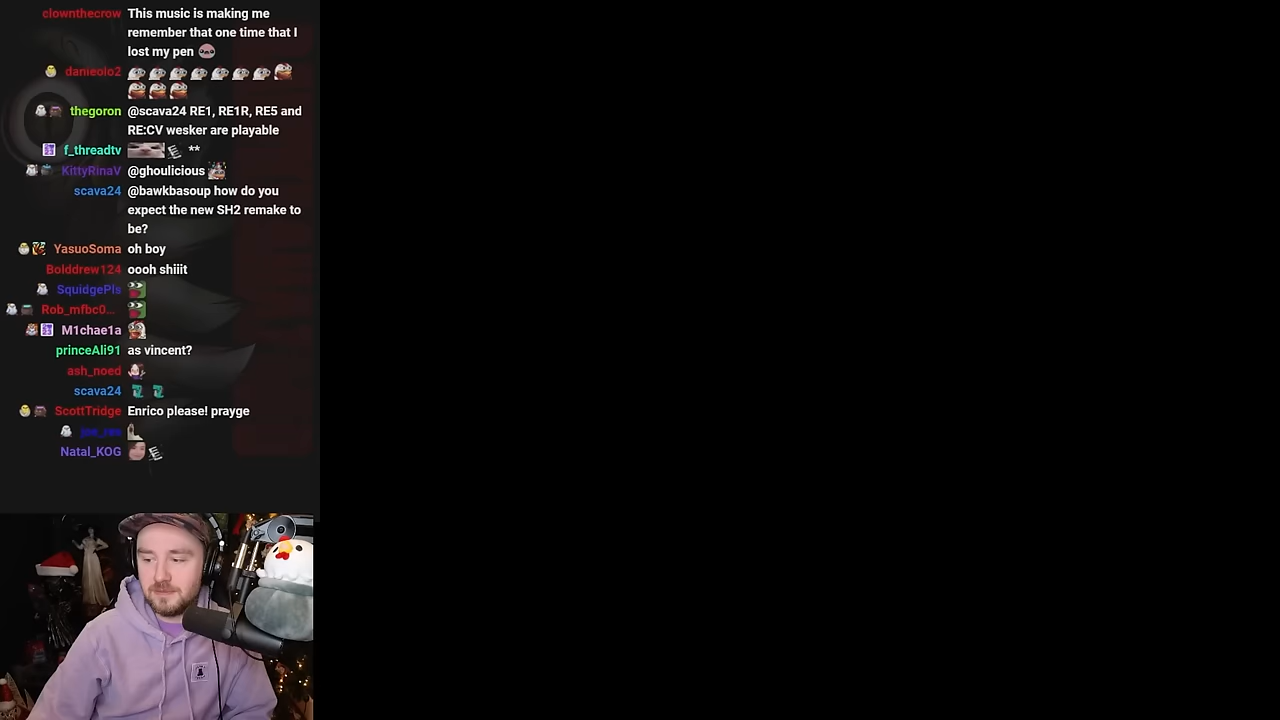 clownthecrow This music is making me
remember that one time that I
lost my pen
danieolo2
thegoron @scava24 RE1, RE1R, RE5 and
RE:CV wesker are playable
f_threadtv **
KittyRinaV @ghoulicious
scava24 @bawkbasoup how do you
expect the new SH2 remake to
be?
YasuoSoma oh boy
Bolddrew124 oooh shiiit
SquidgePls
Rob_mfbc0...
M1chae1a
princeAli91 as vincent?
ash_noed
scava24
ScottTridge Enrico please! prayge
Natal_KOG